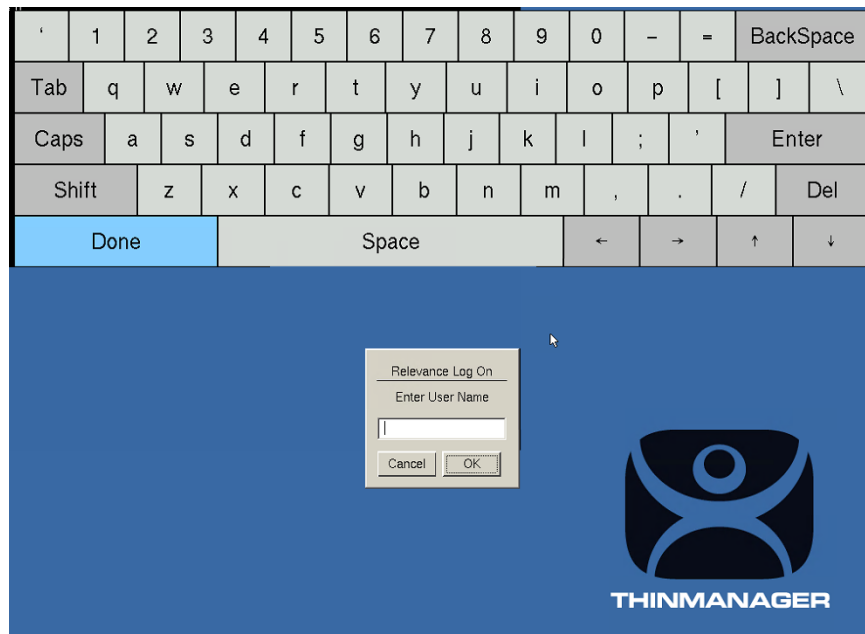 ‘ 1 2 3 4 5 6 7 8 9 0 – = BackSpace
Tab q w e r t y u i o p [ ] \
Caps a s d f g h j k l ; ’ Enter
Shift z x c v b n m , . / Del
Done Space ← → ↑ ↓
Relevance Log On
Enter User Name
Cancel OK
THINMANAGER